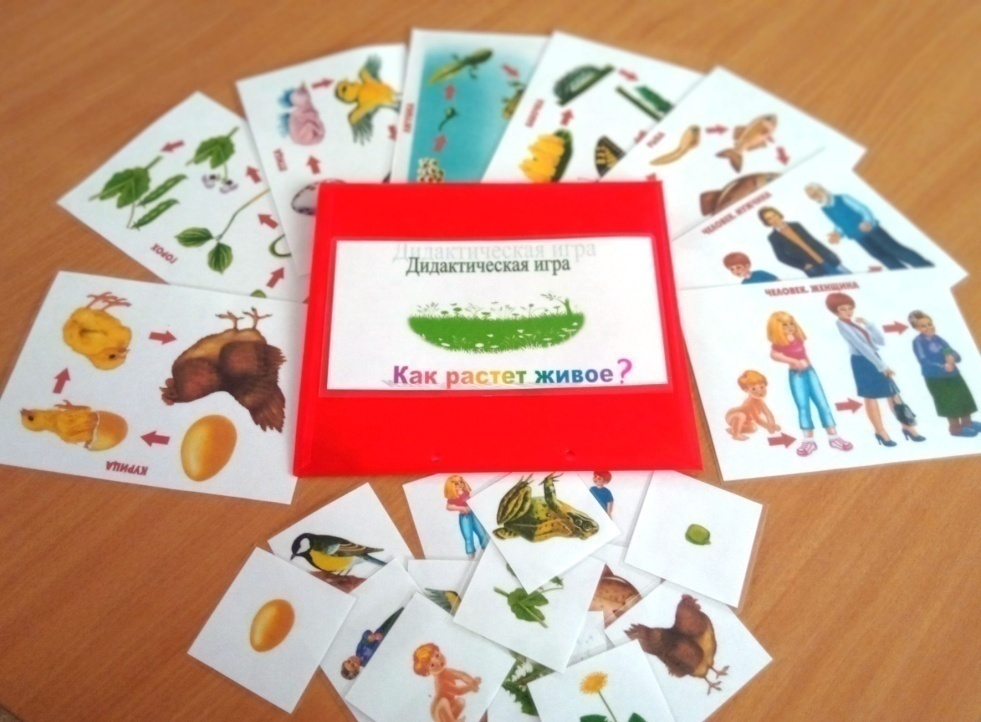 Дидактическая игра
Дидактическая игра
Как растет живое?
ГОРОХ
ЧЕЛОВЕК. МУЖЧИНА
ЧЕЛОВЕК. ЖЕНЩИНА
КУРИЦА